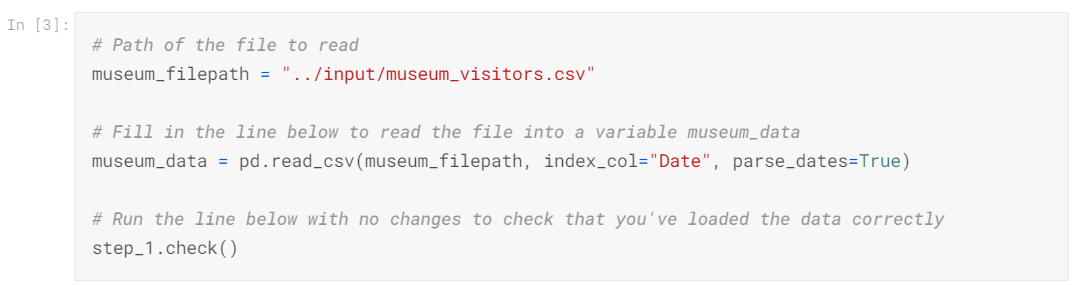 In [3]:
# Path of the file to read
museum_filepath = "../input/museum_visitors.csv"
# Fill in the line below to read the file into a variable museum_data
museum_data = pd.read_csv(museum_filepath, index_col="Date", parse_dates=True)
# Run the line below with no changes to check that you've loaded the data correctly
step_1.check()